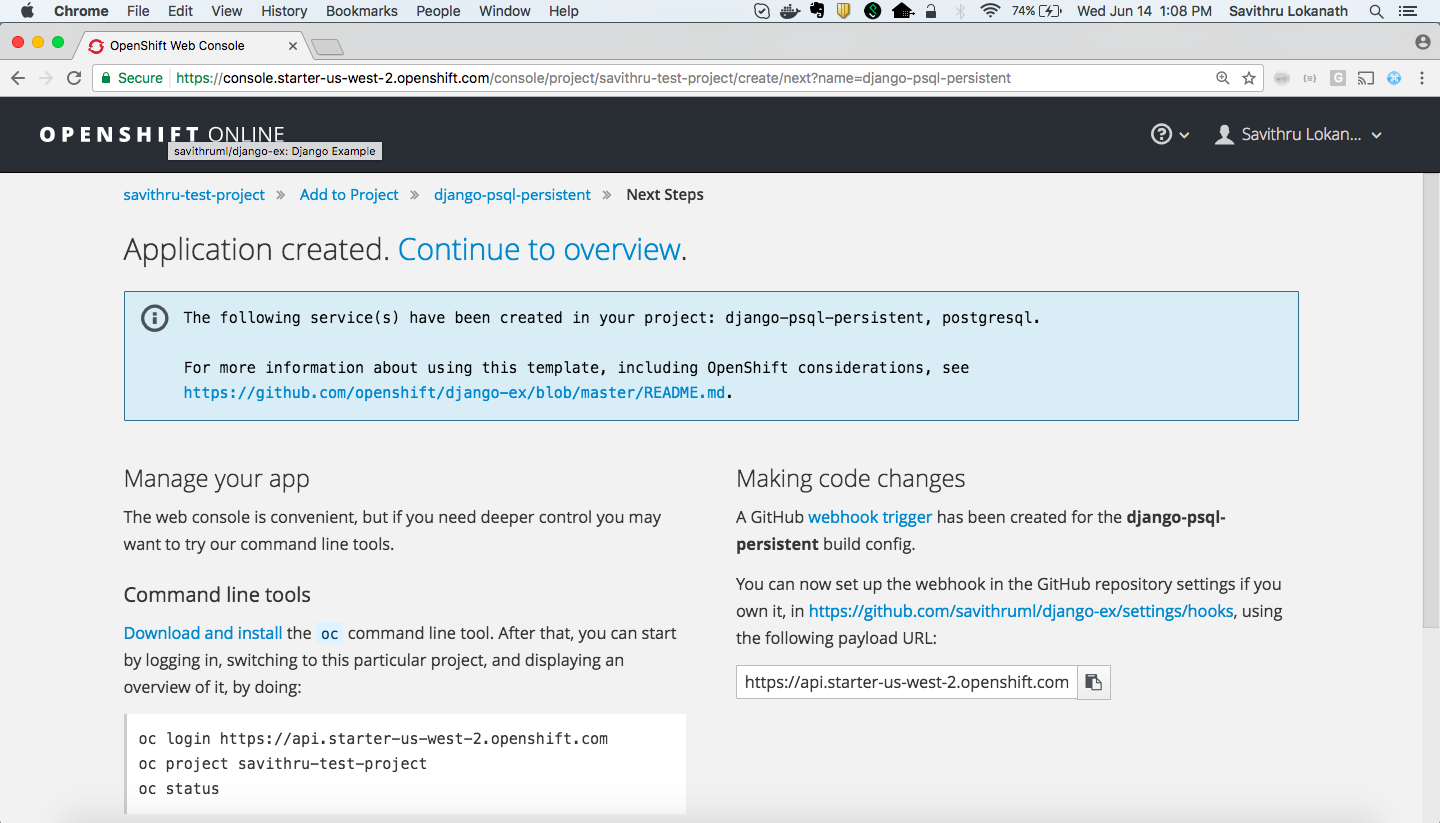 Chrome File Edit View History Bookmarks People Window Help 74% Wed Jun 14 1:08 PM Savithru Lokanath
OpenShift Web Console
Secure https://console.starter-us-west-2.openshift.com/console/project/savithru-test-project/create/next?name=django-psql-persistent
OPENSHIFT ONLINE Savithru Lokan...
savithruml/django-ex: Django Example
savithru-test-project » Add to Project » django-psql-persistent » Next Steps
Application created. Continue to overview.
The following service(s) have been created in your project: django-psql-persistent, postgresql.
For more information about using this template, including OpenShift considerations, see
https://github.com/openshift/django-ex/blob/master/README.md.
Manage your app
The web console is convenient, but if you need deeper control you may
want to try our command line tools.
Command line tools
Download and install the oc command line tool. After that, you can start
by logging in, switching to this particular project, and displaying an
overview of it, by doing:
oc login https://api.starter-us-west-2.openshift.com
oc project savithru-test-project
oc status
Making code changes
A GitHub webhook trigger has been created for the django-psql-
persistent build config.
You can now set up the webhook in the GitHub repository settings if you
own it, in https://github.com/savithruml/django-ex/settings/hooks, using
the following payload URL:
https://api.starter-us-west-2.openshift.com